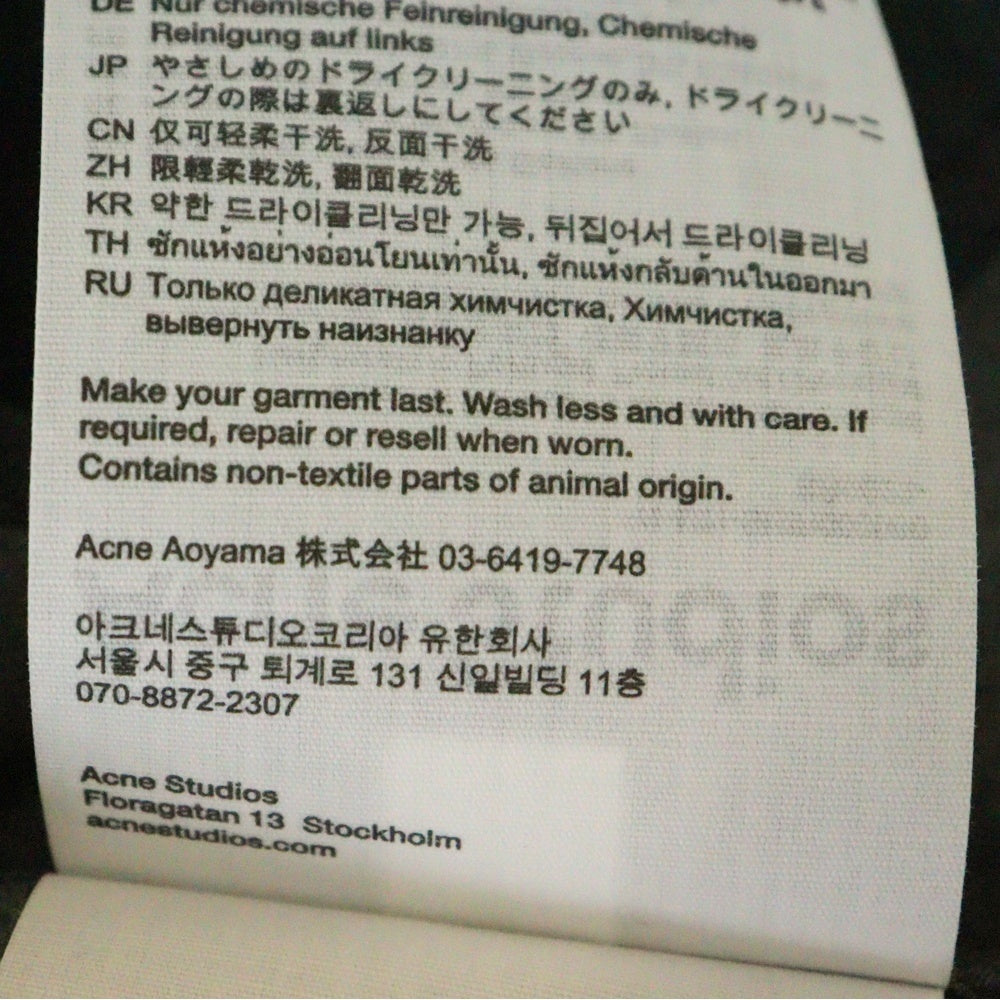 DE Nur chemische Feinreinigung, Chemische
Reinigung auf links
JP やさしめのドライクリーニングのみ, ドライクリーニ
ングの際は裏返しにしてください
CN 仅可轻柔干洗, 反面干洗
ZH 限輕柔乾洗, 翻面乾洗
KR 약한 드라이클리닝만 가능, 뒤집어서 드라이클리닝
TH ซักแห้งอย่างอ่อนโยนเท่านั้น, ซักแห้งกลับด้านในออกมา
RU Только деликатная химчистка, Химчистка,
вывернуть наизнанку
Make your garment last. Wash less and with care. If
required, repair or resell when worn.
Contains non-textile parts of animal origin.
Acne Aoyama 株式会社 03-6419-7748
아크네스튜디오코리아 유한회사
서울시 중구 퇴계로 131 신일빌딩 11층
070-8872-2307
Acne Studios
Floragatan 13 Stockholm
acnestudios.com